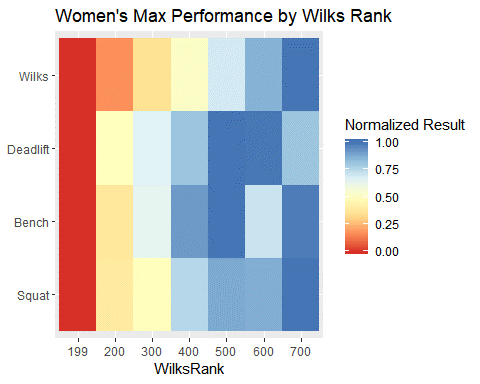 Women's Max Performance by Wilks Rank
Wilks
Deadlift
Bench
Squat
199 200 300 400 500 600 700
WilksRank
Normalized Result
1.00
0.75
0.50
0.25
0.00